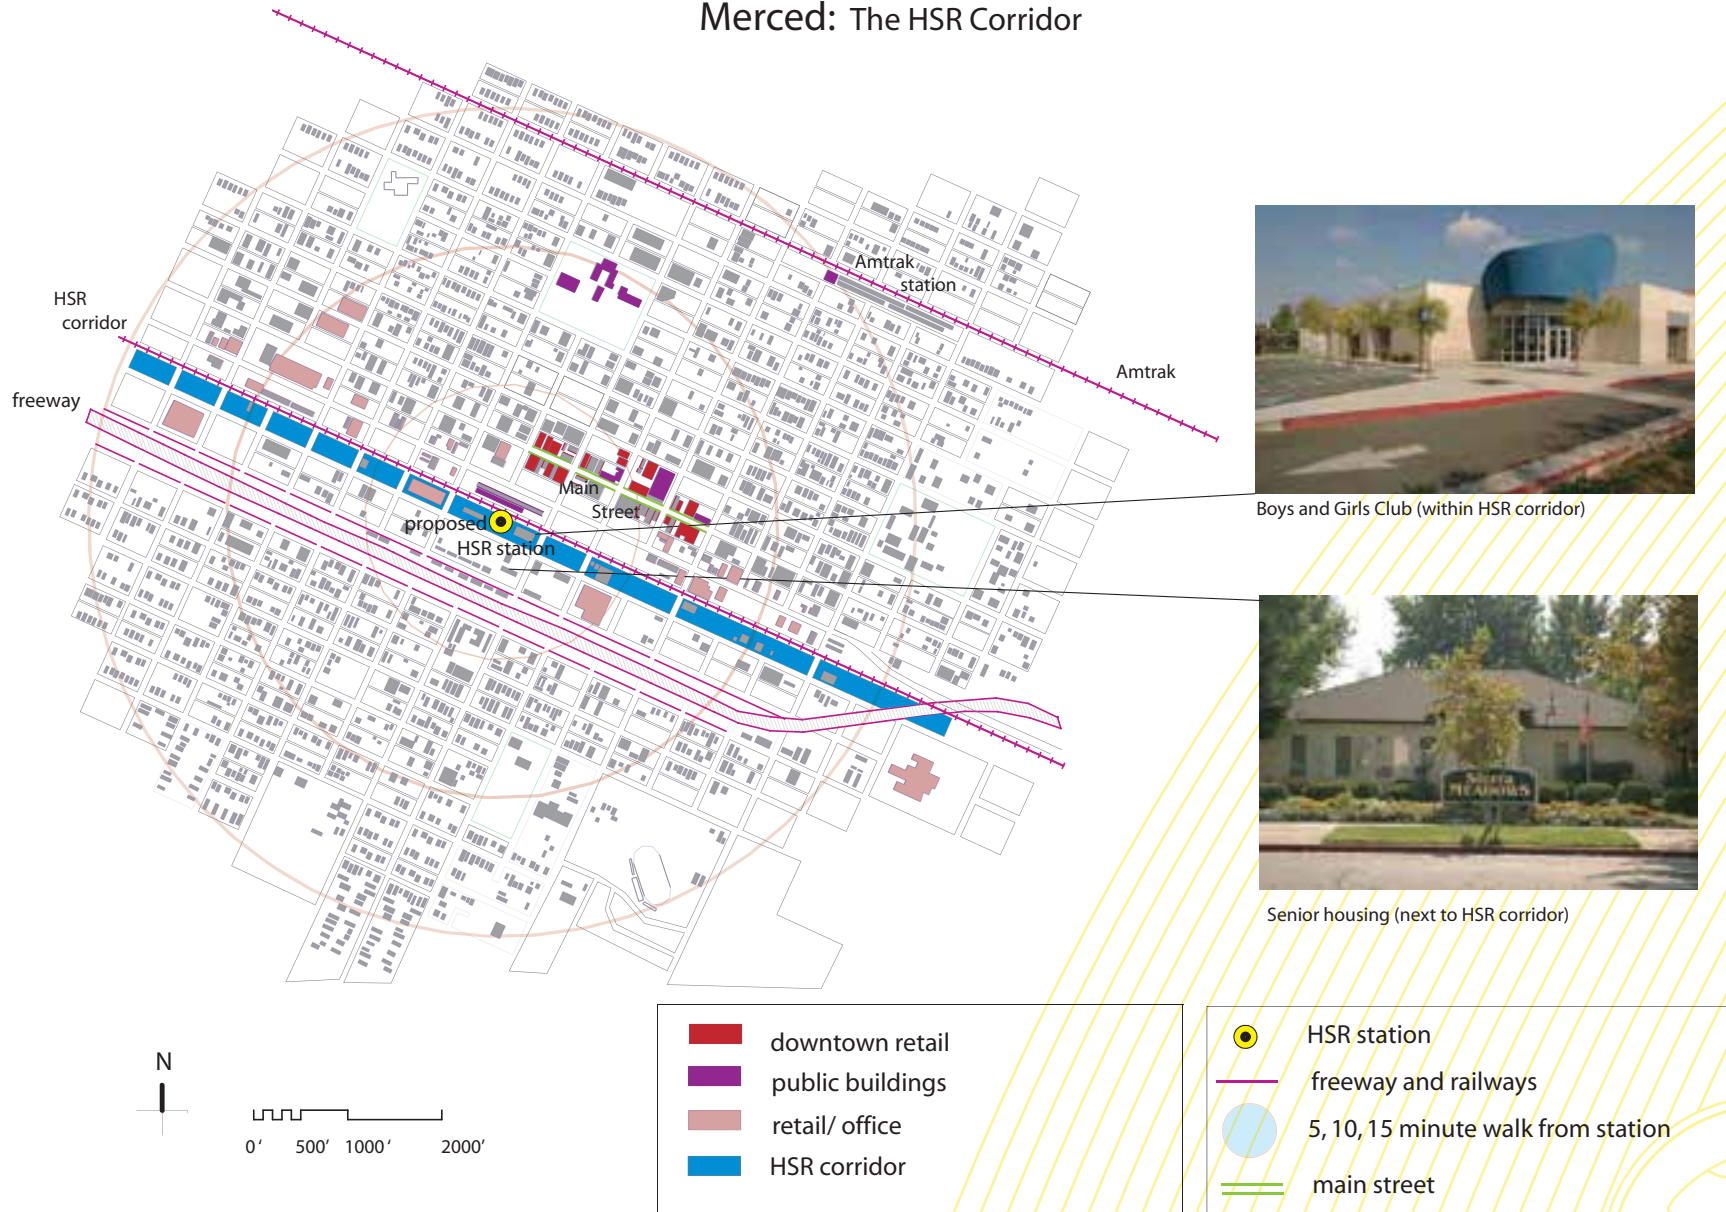 Merced: The HSR Corridor
Amtrak
station
HSR
corridor
Amtrak
freeway
Main
Street
proposed
HSR station
Boys and Girls Club (within HSR corridor)
MEADOWS
Senior housing (next to HSR corridor)
N
0' 500' 1000' 2000'
downtown retail
public buildings
retail/ office
HSR corridor
HSR station
freeway and railways
5, 10, 15 minute walk from station
main street